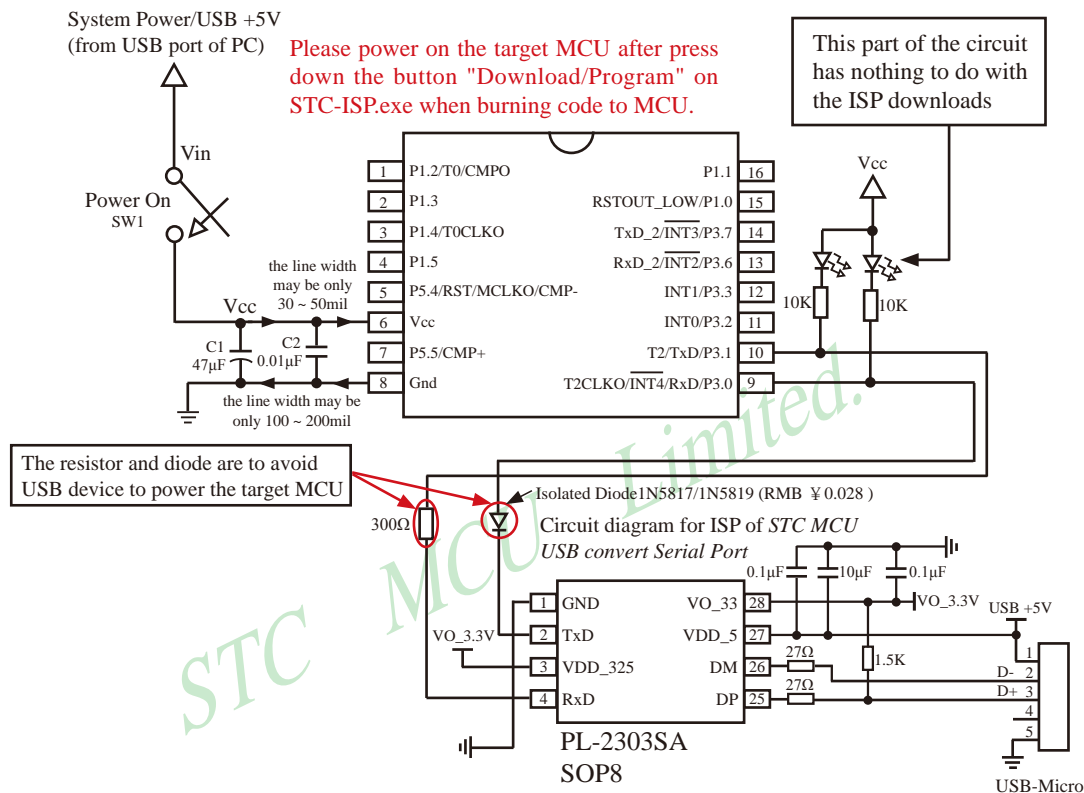 System Power/USB +5V
(from USB port of PC)
Please power on the target MCU after press
down the button "Download/Program" on
STC-ISP.exe when burning code to MCU.
This part of the circuit
has nothing to do with
the ISP downloads
Vin
Power On
SW1
Vcc
the line width
may be only
30 ~ 50mil
C1
47μF
C2
0.01μF
the line width may be
only 100 ~ 200mil
1 P1.2/T0/CMPO
2 P1.3
3 P1.4/T0CLKO
4 P1.5
5 P5.4/RST/MCLKO/CMP-
6 Vcc
7 P5.5/CMP+
8 Gnd
P1.1 16
RSTOUT_LOW/P1.0 15
TxD_2/INT3/P3.7 14
RxD_2/INT2/P3.6 13
INT1/P3.3 12
INT0/P3.2 11
T2/TxD/P3.1 10
T2CLKO/INT4/RxD/P3.0 9
Vcc
10K
10K
The resistor and diode are to avoid
USB device to power the target MCU
300Ω
Isolated Diode1N5817/1N5819 (RMB ¥0.028 )
Circuit diagram for ISP of STC MCU
USB convert Serial Port
0.1μF
10μF
0.1μF
VO_3.3V
VO_3.3V
USB +5V
1 GND
2 TxD
3 VDD_325
4 RxD
VO_33 28
VDD_5 27
DM 26
DP 25
27Ω
27Ω
1.5K
D-
D+
1
2
3
4
5
PL-2303SA
SOP8
USB-Micro
STC MCU Limited.